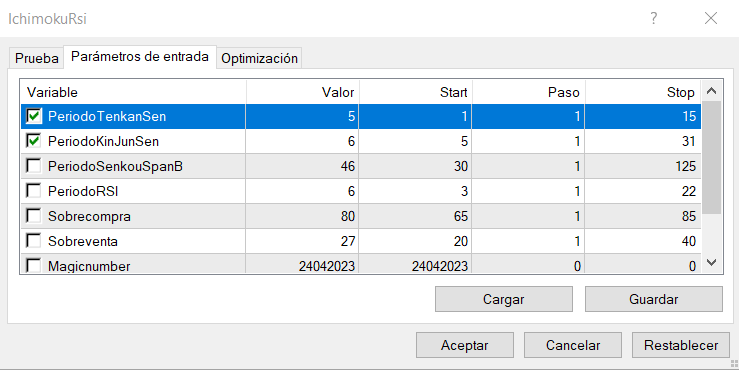 IchimokuRsi ?
Prueba Parámetros de entrada Optimización
Variable Valor Start Paso Stop
PeriodoTenkanSen 5 1 1 15
PeriodoKinJunSen 6 5 1 31
PeriodoSenkouSpanB 46 30 1 125
PeriodoRSI 6 3 1 22
Sobrecompra 80 65 1 85
Sobreventa 27 20 1 40
Magicnumber 24042023 24042023 0 0
Cargar Guardar
Aceptar Cancelar Restablecer